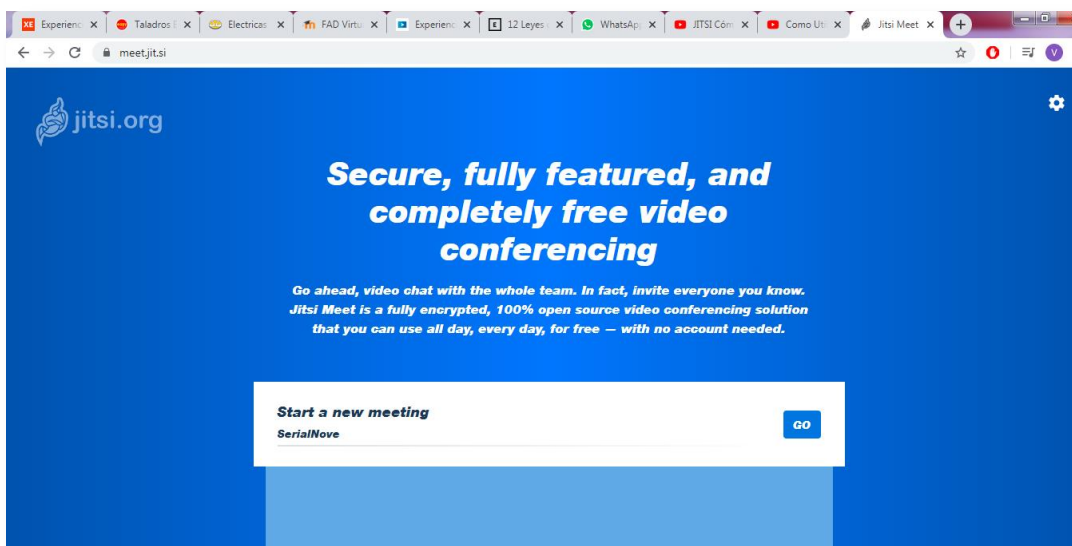 XE Experienc
Taladros E
Electricas
FAD Virtu
Experienc
E 12 Leyes
WhatsAp
JITSI Cóm
Como Uti
Jitsi Meet
meet.jit.si
V
jitsi.org
Secure, fully featured, and
completely free video
conferencing
Go ahead, video chat with the whole team. In fact, invite everyone you know.
Jitsi Meet is a fully encrypted, 100% open source video conferencing solution
that you can use all day, every day, for free — with no account needed.
Start a new meeting
SerialNove
GO